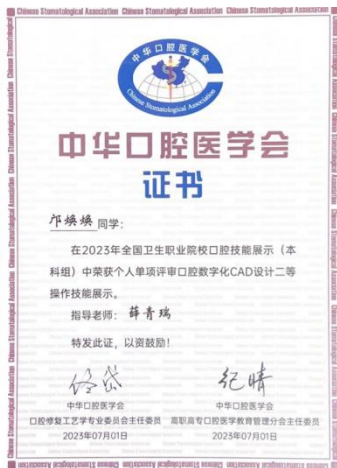 Chinese Stomatological Association Chinese Stomatological Association Chinese Stomatological Association
中华口腔医学会
Chinese Stomatological Association
中华口腔医学会
证书
邝焕焕 同学：
在2023年全国卫生职业院校口腔技能展示（本
科组）中荣获个人单项评审口腔数字化CAD设计二等
操作技能展示。
指导老师： 薛青瑞
特发此证，以资鼓励！
纪晴
中华口腔医学会 中华口腔医学会
口腔修复工艺学专业委员会主任委员 高职高专口腔医学教育管理分会主任委员
2023年07月01日 2023年07月01日